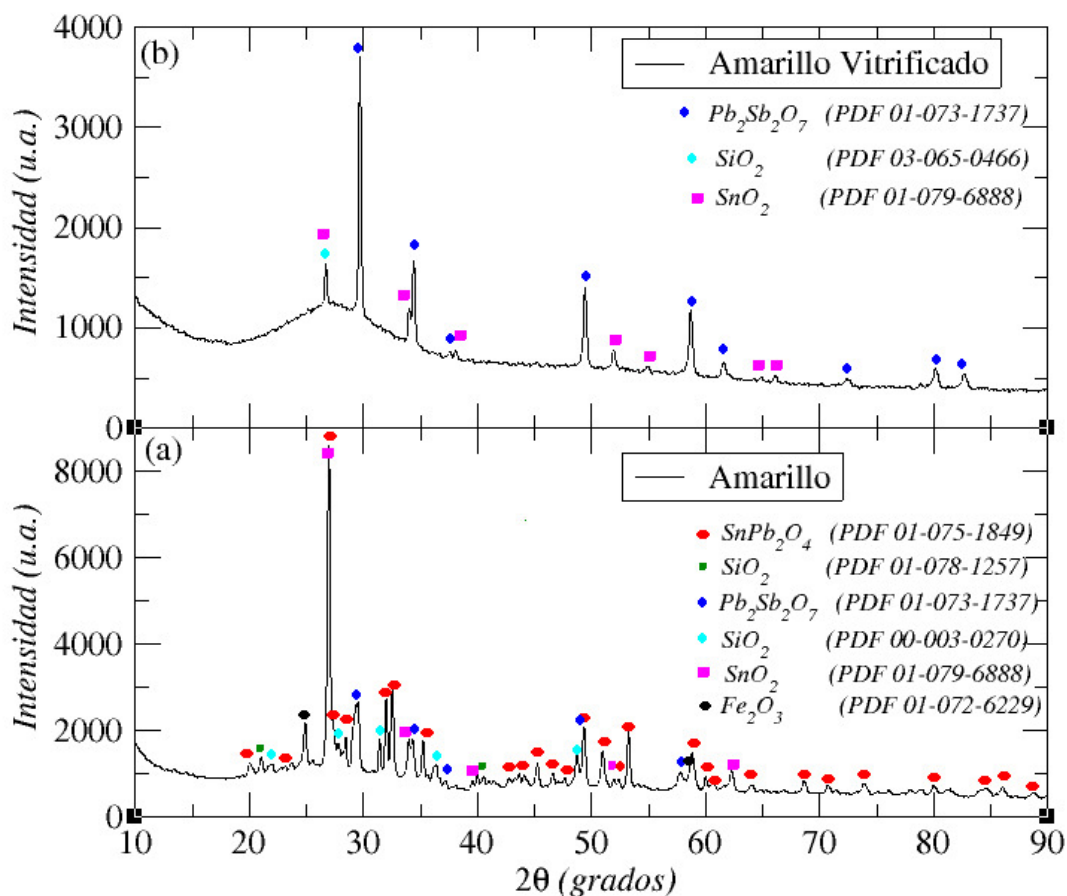 4000
3000
2000
1000
0
Intensidad (u.a.)
(b)
Amarillo Vitrificado
Pb₂Sb₂O₇ (PDF 01-073-1737)
SiO₂ (PDF 03-065-0466)
SnO₂ (PDF 01-079-6888)
8000
6000
4000
2000
0
Intensidad (u.a.)
(a)
Amarillo
SnPb₂O₄ (PDF 01-075-1849)
SiO₂ (PDF 01-078-1257)
Pb₂Sb₂O₇ (PDF 01-073-1737)
SiO₂ (PDF 00-003-0270)
SnO₂ (PDF 01-079-6888)
Fe₂O₃ (PDF 01-072-6229)
10 20 30 40 50 60 70 80 90
2θ (grados)